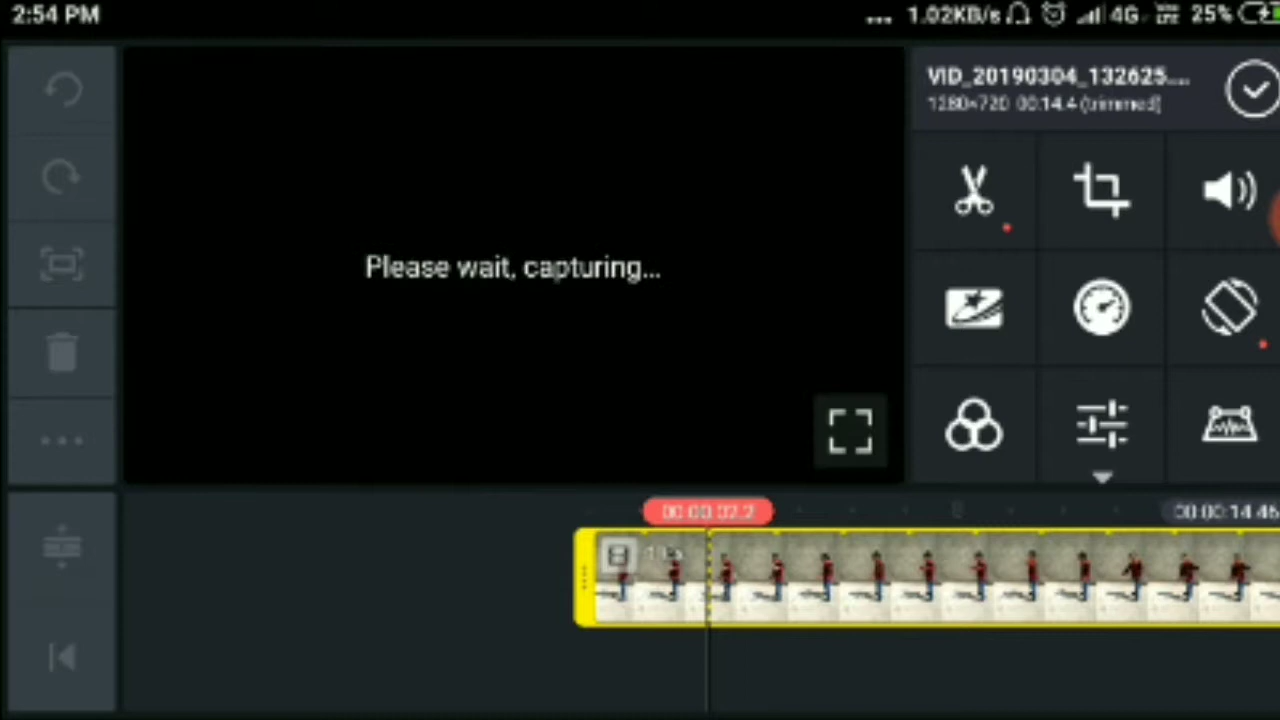 2:54 PM
... 1.02KB/s 4G 25%
VID_20190304_132625....
1280×720 00:14.4 (trimmed)
Please wait, capturing...
00:00:02.2
00:00:14.46